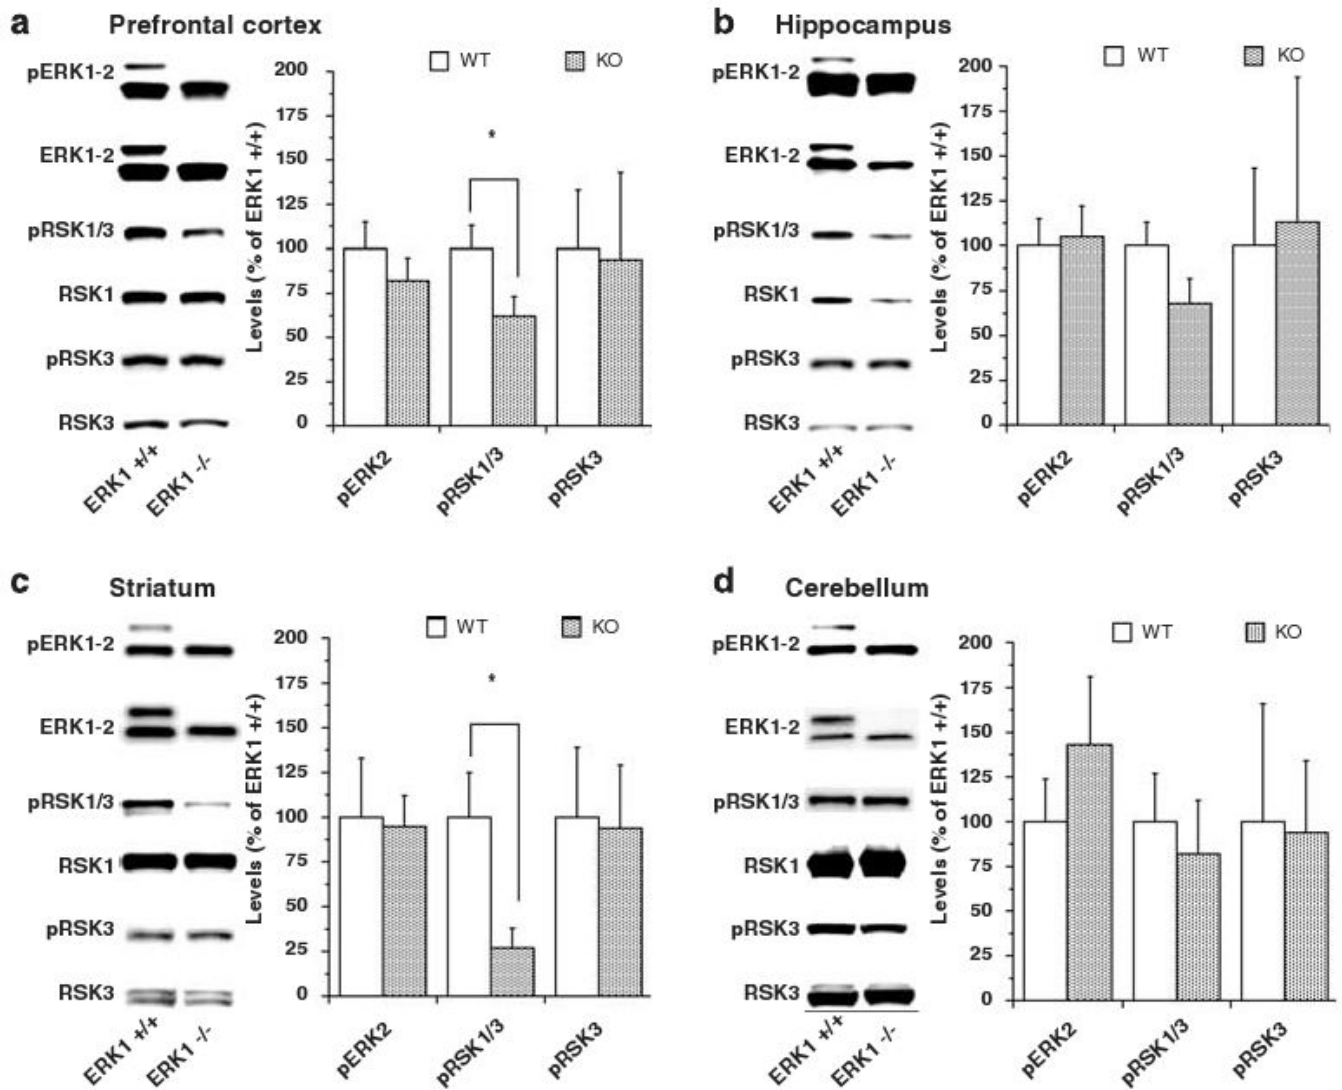 a Prefrontal cortex
WT KO
pERK1-2
ERK1-2
pRSK1/3
RSK1
pRSK3
RSK3
ERK1 +/+
ERK1 -/-
Levels (% of ERK1 +/+)
200
175
150
125
100
75
50
25
0
*
pERK2
pRSK1/3
pRSK3
b Hippocampus
WT KO
pERK1-2
ERK1-2
pRSK1/3
RSK1
pRSK3
RSK3
ERK1 +/+
ERK1 -/-
Levels (% of ERK1 +/+)
200
175
150
125
100
75
50
25
0
pERK2
pRSK1/3
pRSK3
c Striatum
WT KO
pERK1-2
ERK1-2
pRSK1/3
RSK1
pRSK3
RSK3
ERK1 +/+
ERK1 -/-
Levels (% of ERK1 +/+)
200
175
150
125
100
75
50
25
0
*
pERK2
pRSK1/3
pRSK3
d Cerebellum
WT KO
pERK1-2
ERK1-2
pRSK1/3
RSK1
pRSK3
RSK3
ERK1 +/+
ERK1 -/-
Levels (% of ERK1 +/+)
200
175
150
125
100
75
50
25
0
pERK2
pRSK1/3
pRSK3